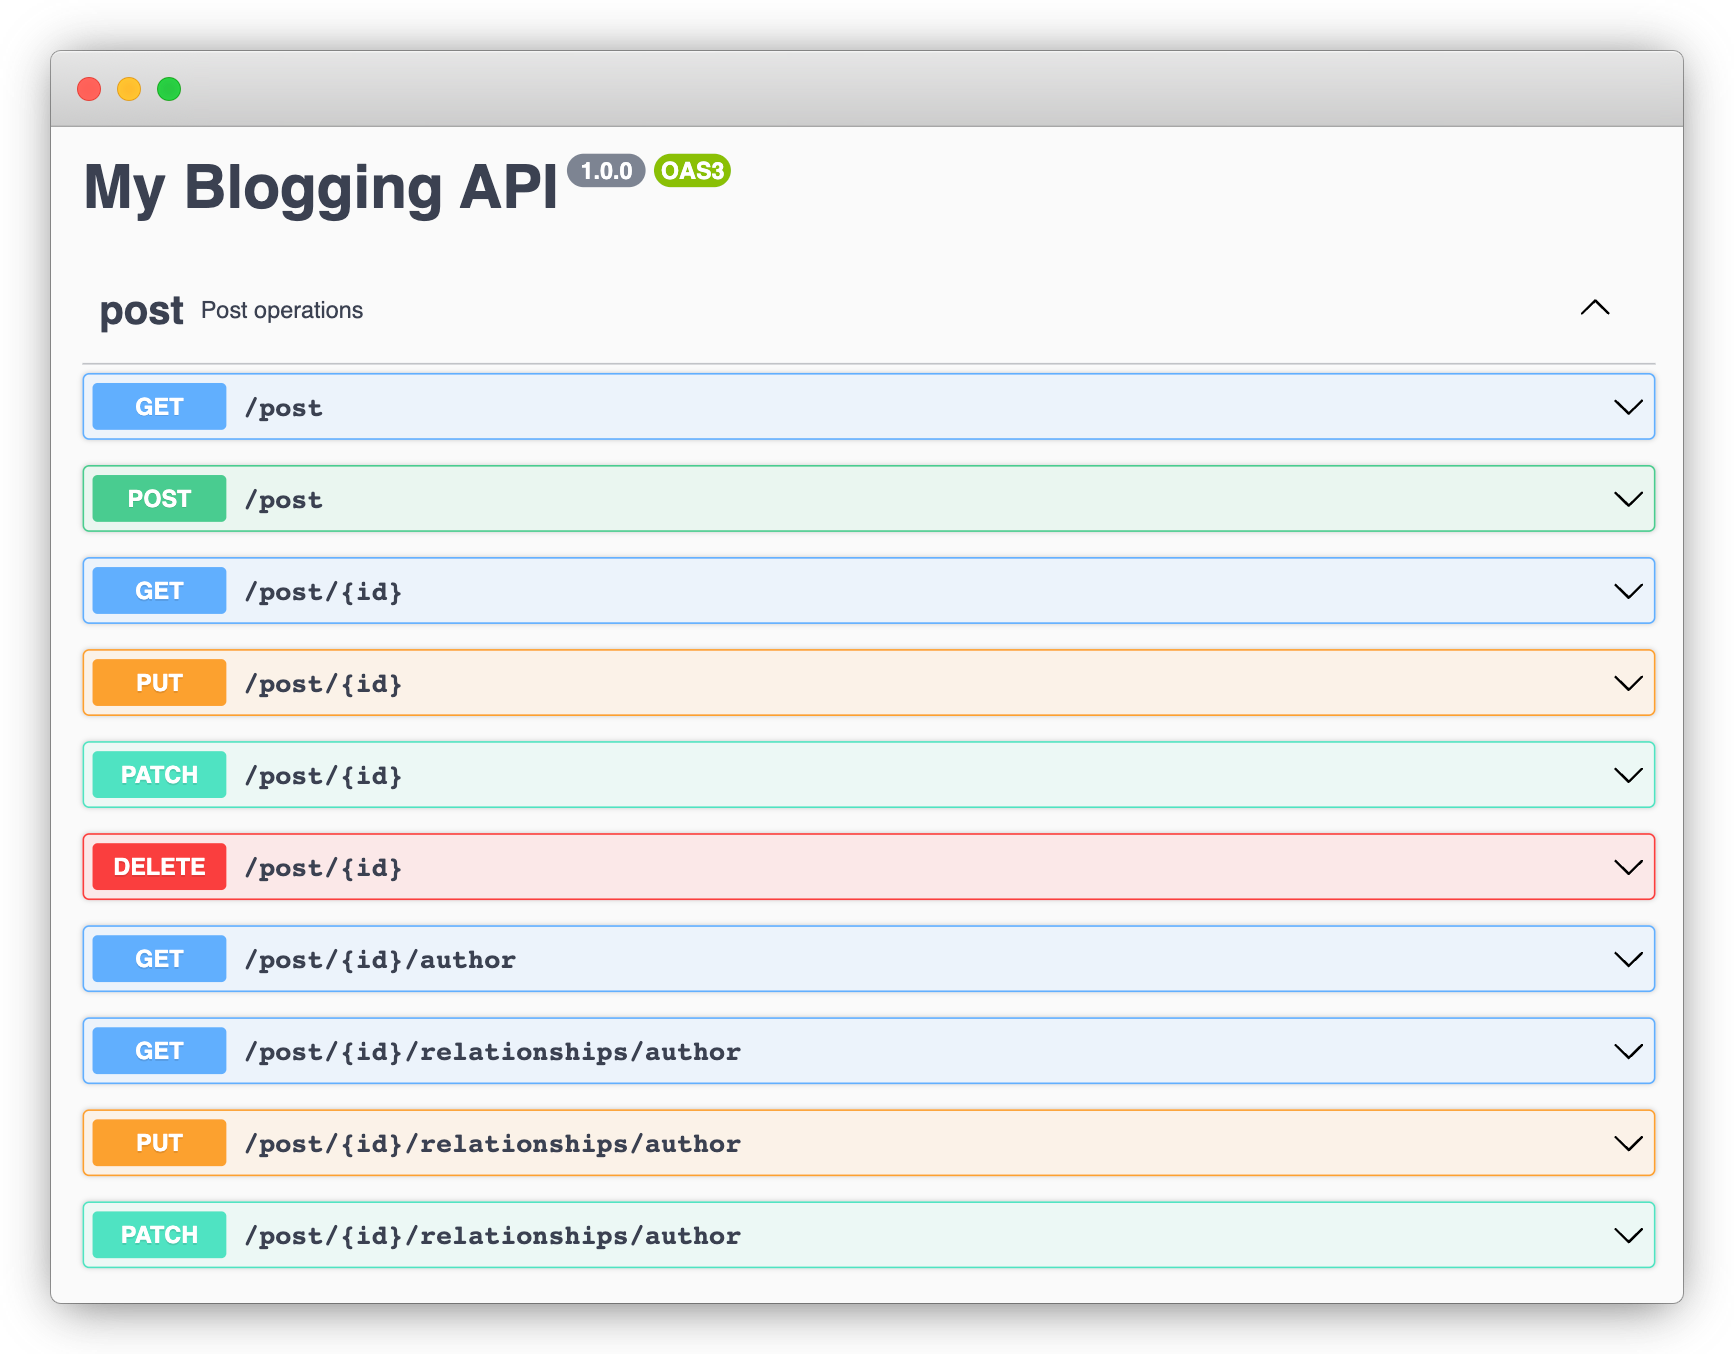 My Blogging API 1.0.0 OAS3
post Post operations
GET /post
POST /post
GET /post/{id}
PUT /post/{id}
PATCH /post/{id}
DELETE /post/{id}
GET /post/{id}/author
GET /post/{id}/relationships/author
PUT /post/{id}/relationships/author
PATCH /post/{id}/relationships/author